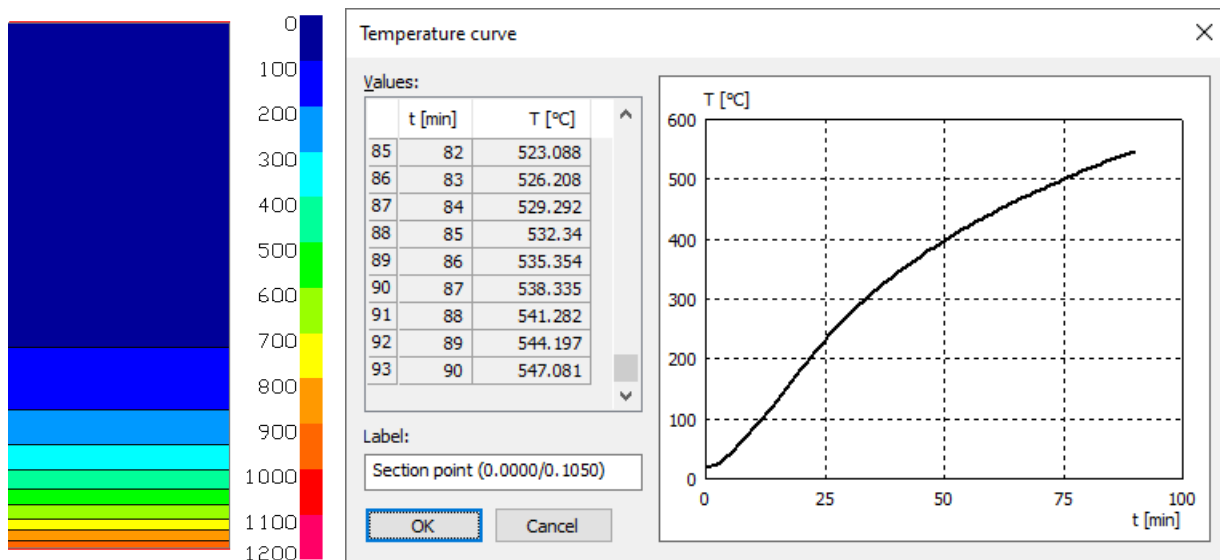 0
100
200
300
400
500
600
700
800
900
1000
1100
1200
Temperature curve
Values:
t [min] T [°C]
85 82 523.088
86 83 526.208
87 84 529.292
88 85 532.34
89 86 535.354
90 87 538.335
91 88 541.282
92 89 544.197
93 90 547.081
Label:
Section point (0.0000/0.1050)
OK Cancel
T [°C]
600
500
400
300
200
100
0
0 25 50 75 100
t [min]